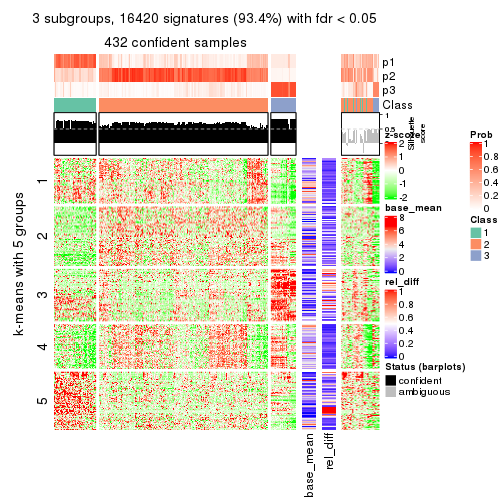 3 subgroups, 16420 signatures (93.4%) with fdr < 0.05
432 confident samples
p1
p2
p3
Class
1
0.5
0
Silhouette
score
z-score
2
1
0
-1
-2
base_mean
8
6
4
2
0
rel_diff
1
0.8
0.6
0.4
0.2
0
Status (barplots)
confident
ambiguous
Prob
1
0.8
0.6
0.4
0.2
0
Class
1
2
3
k-means with 5 groups
1
2
3
4
5
base_mean
rel_diff